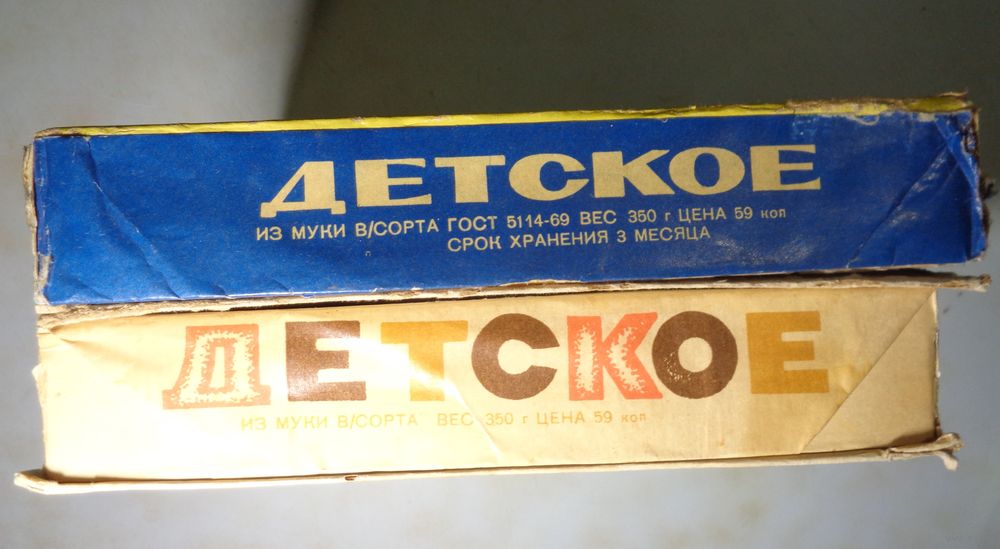 ДЕТСКОЕ
ИЗ МУКИ В/СОРТА ГОСТ 5114-69 ВЕС 350 г ЦЕНА 59 коп
СРОК ХРАНЕНИЯ 3 МЕСЯЦА
ДЕТСКОЕ
ИЗ МУКИ В/СОРТА ВЕС 350 г ЦЕНА 59 коп